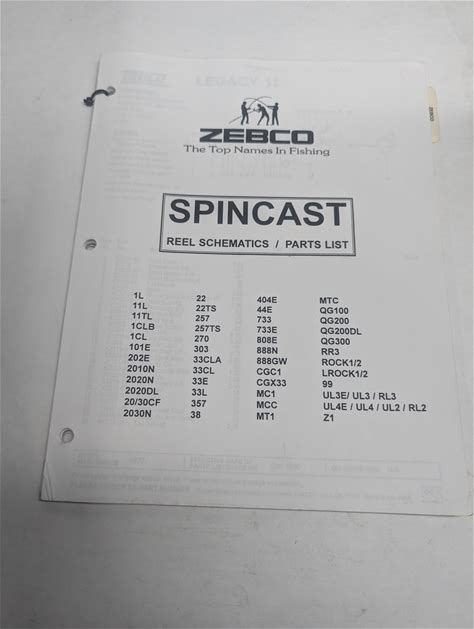 ZEBCO
The Top Names In Fishing
ZEBCO
SPINCAST
REEL SCHEMATICS / PARTS LIST
1L 22 404E MTC
11L 22TS 44E QG100
11TL 257 733 QG200
1CLB 257TS 733E QG200DL
1CL 270 808E QG300
101E 303 888N RR3
202E 33CLA 888GW ROCK1/2
2010N 33CL CGC1 LROCK1/2
2020N 33E CGX33 99
2020DL 33L MC1 UL3E/ UL3 / RL3
20/30CF 357 MCC UL4E / UL4 / UL2 / RL2
2030N 38 MT1 Z1
LEGACY 11